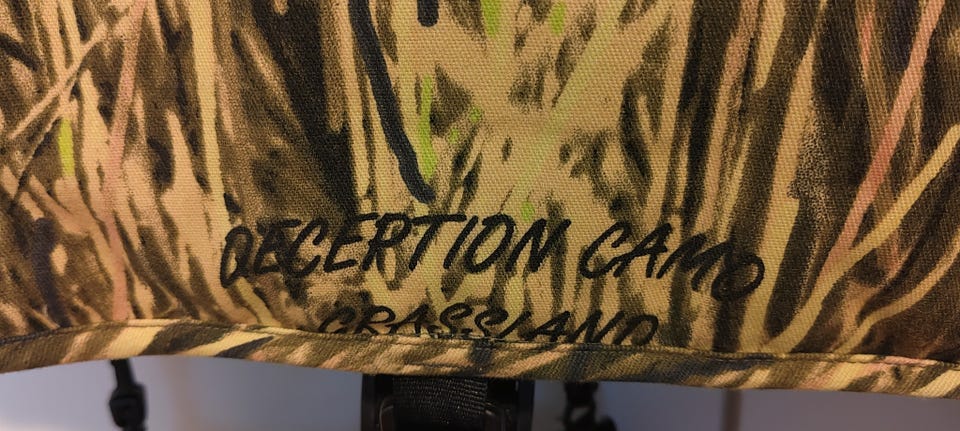 DECEPTION CAMO
GRASSLAND